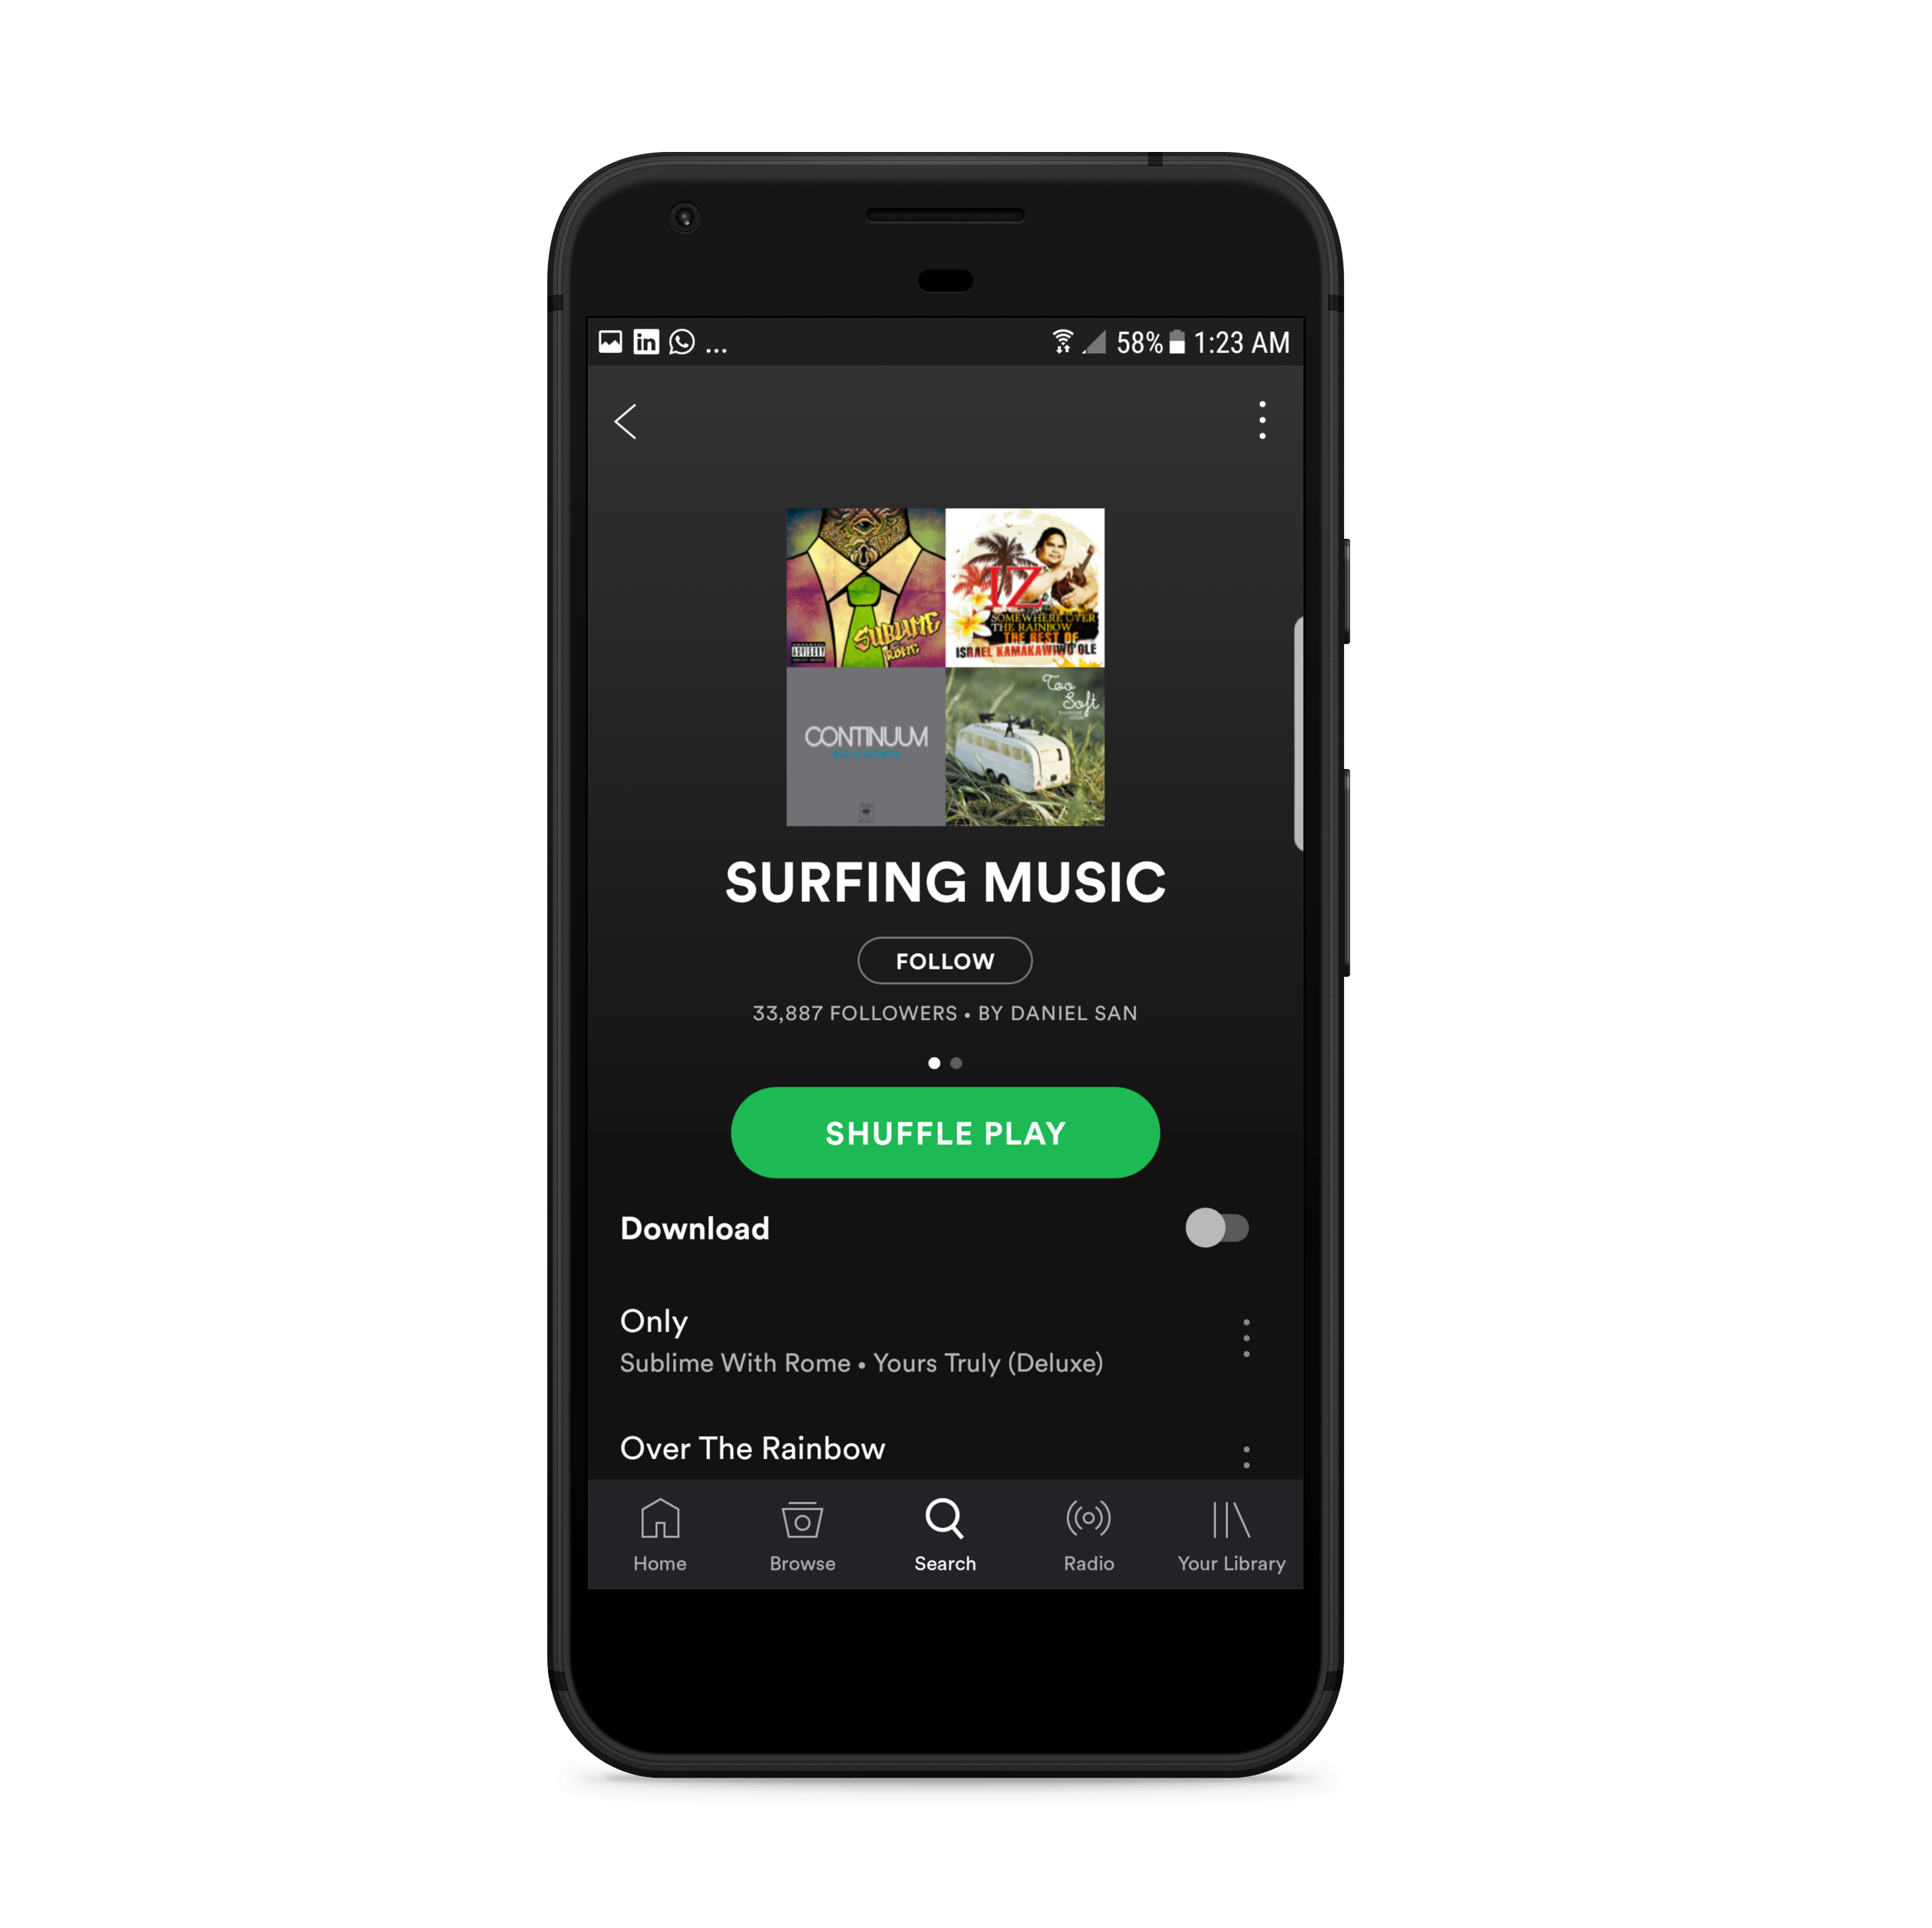 in ... 58% 1:23 AM
SUBLIME
ROME
ADVISORY
IZ
SOMEWHERE OVER
THE RAINBOW
THE BEST OF
ISRAEL KAMAKAWIWO'OLE
CONTINUUM
Too
Soft
SURFING MUSIC
FOLLOW
33,887 FOLLOWERS • BY DANIEL SAN
SHUFFLE PLAY
Download
Only
Sublime With Rome • Yours Truly (Deluxe)
Over The Rainbow
Home Browse Search Radio Your Library